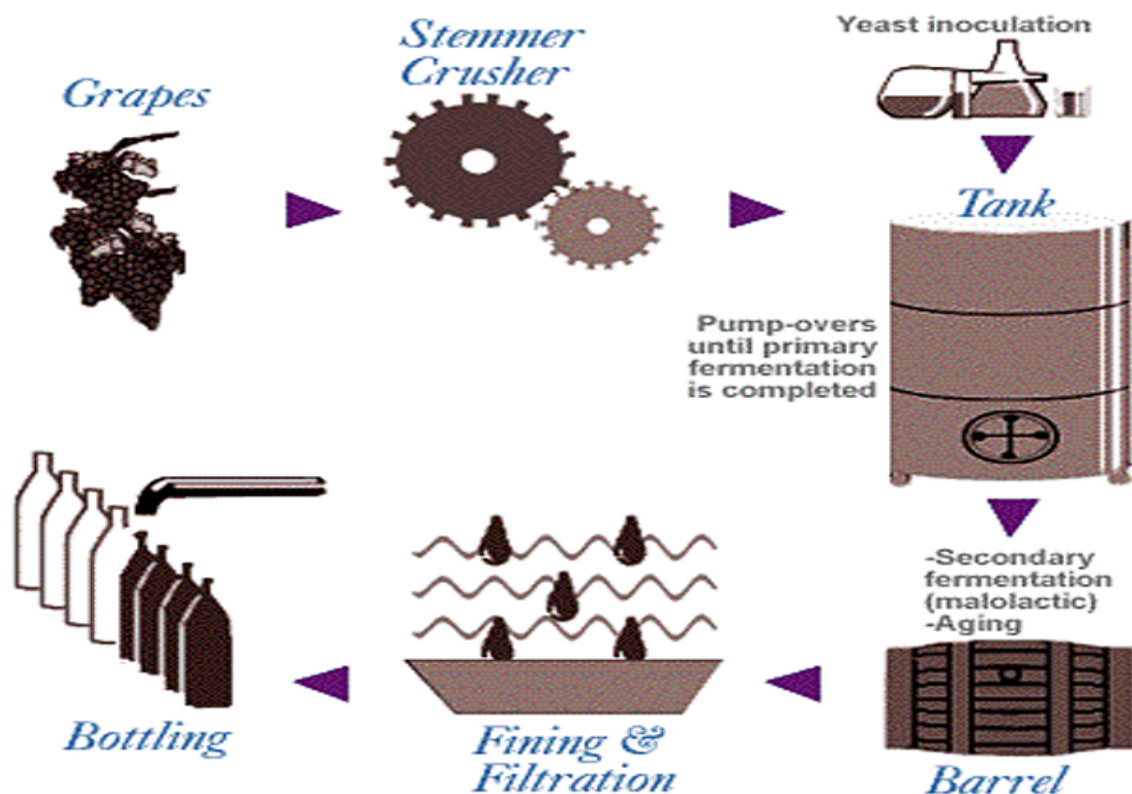 Grapes
Stemmer
Crusher
Yeast inoculation
Tank
Pump-overs
until primary
fermentation
is completed
-Secondary
fermentation
(malolactic)
-Aging
Barrel
Fining &
Filtration
Bottling